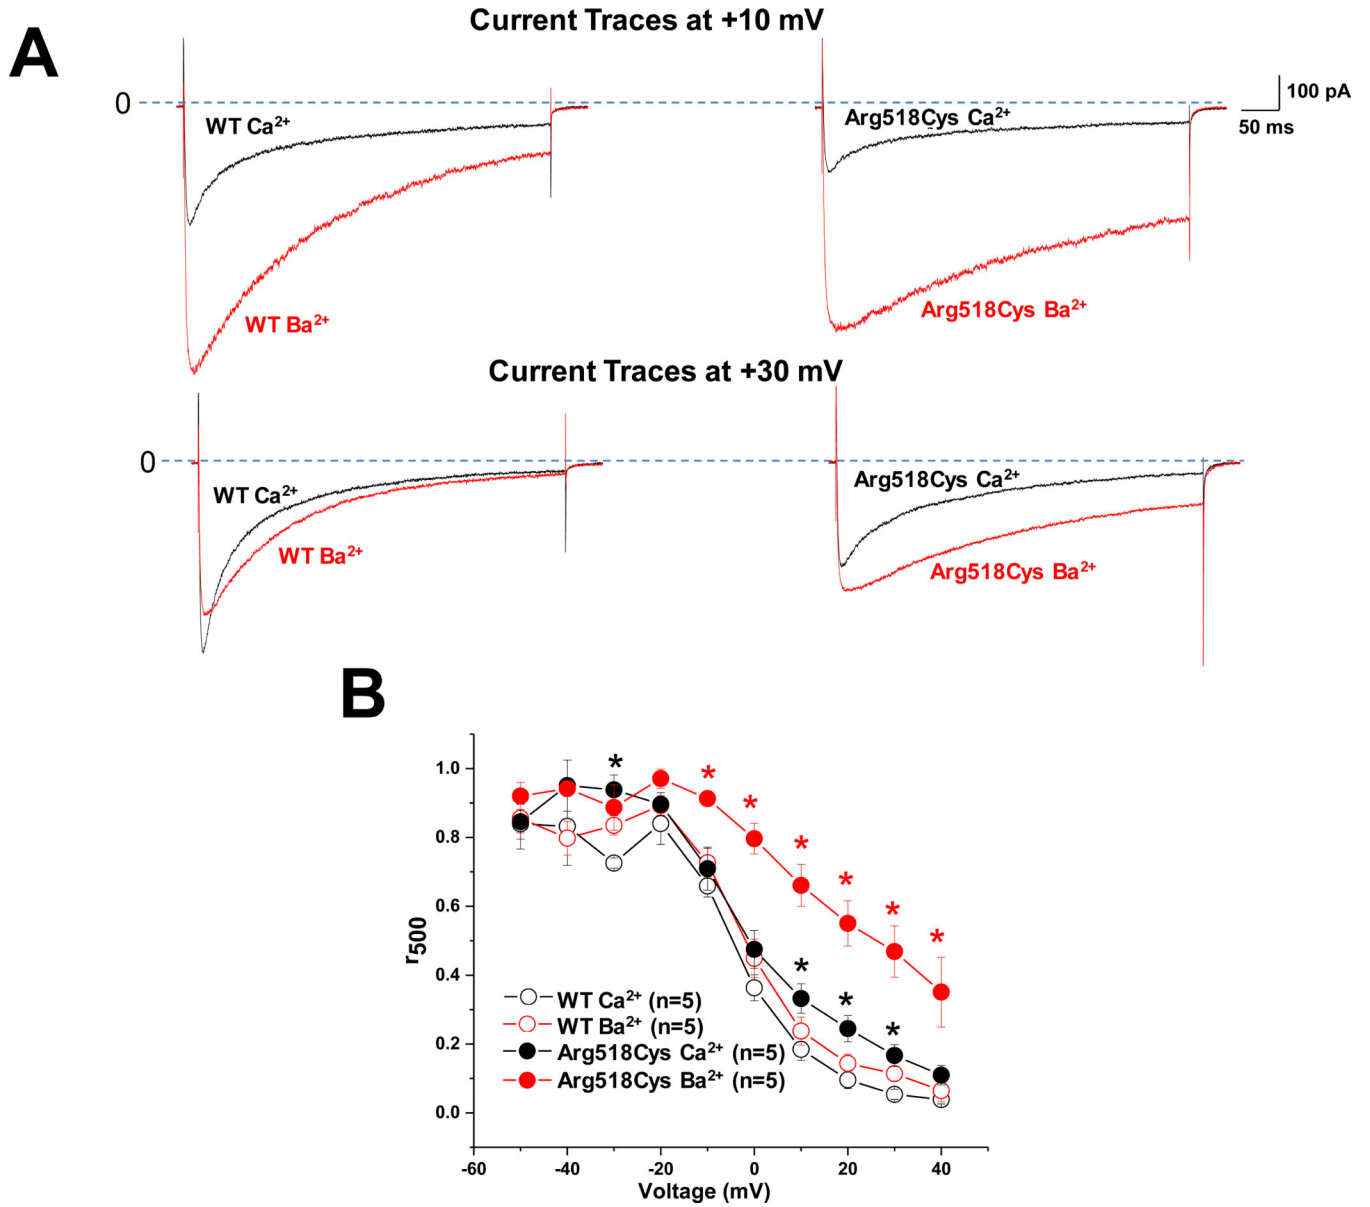 A
Current Traces at +10 mV
0
WT Ca²⁺
WT Ba²⁺
Arg518Cys Ca²⁺
Arg518Cys Ba²⁺
100 pA
50 ms
Current Traces at +30 mV
0
WT Ca²⁺
WT Ba²⁺
Arg518Cys Ca²⁺
Arg518Cys Ba²⁺
B
1.0
0.8
0.6
0.4
0.2
0.0
r500
*
* * * * * * *
* * *
WT Ca²⁺ (n=5)
WT Ba²⁺ (n=5)
Arg518Cys Ca²⁺ (n=5)
Arg518Cys Ba²⁺ (n=5)
-60 -40 -20 0 20 40
Voltage (mV)